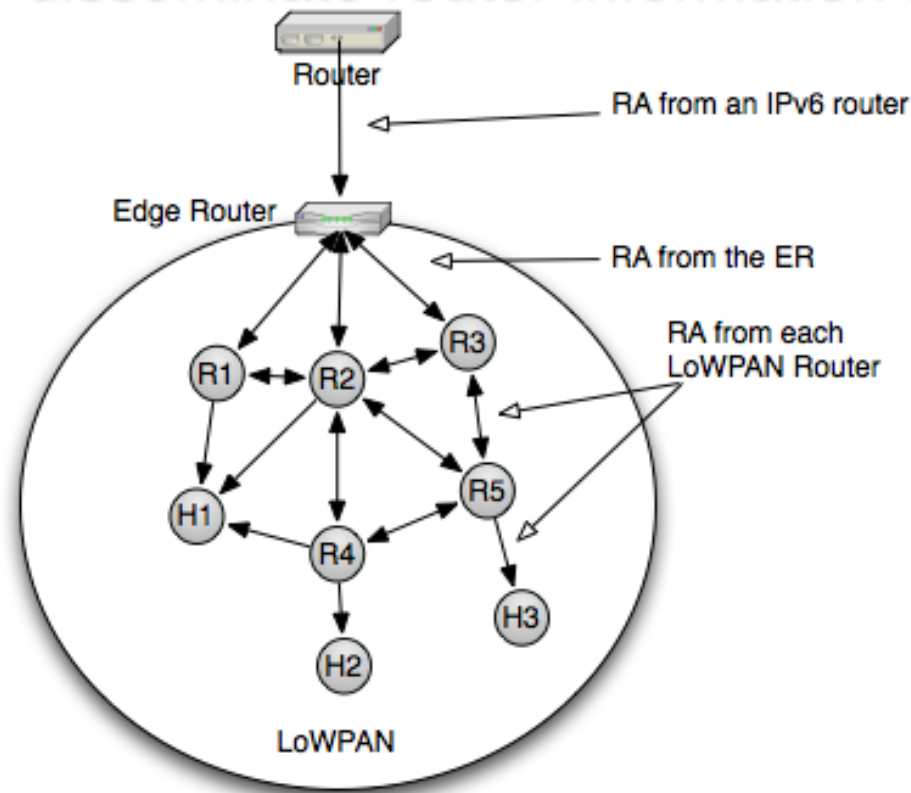 Router
RA from an IPv6 router
Edge Router
RA from the ER
RA from each
LoWPAN Router
R1
R2
R3
H1
R4
R5
H2
H3
LoWPAN